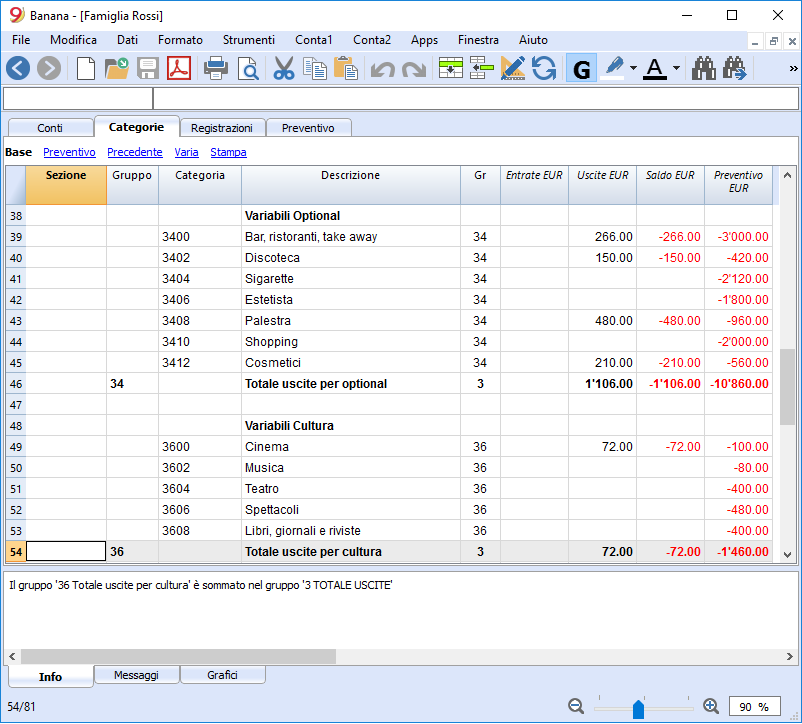 Banana - [Famiglia Rossi]
File Modifica Dati Formato Strumenti Conta1 Conta2 Apps Finestra Aiuto
G A »
Conti Categorie Registrazioni Preventivo
Base Preventivo Precedente Varia Stampa
Sezione Gruppo Categoria Descrizione Gr Entrate EUR Uscite EUR Saldo EUR Preventivo EUR
38 Variabili Optional
39 3400 Bar, ristoranti, take away 34 266.00 -266.00 -3'000.00
40 3402 Discoteca 34 150.00 -150.00 -420.00
41 3404 Sigarette 34 -2'120.00
42 3406 Estetista 34 -1'800.00
43 3408 Palestra 34 480.00 -480.00 -960.00
44 3410 Shopping 34 -2'000.00
45 3412 Cosmetici 34 210.00 -210.00 -560.00
46 34 Totale uscite per optional 3 1'106.00 -1'106.00 -10'860.00
47
48 Variabili Cultura
49 3600 Cinema 36 72.00 -72.00 -100.00
50 3602 Musica 36 -80.00
51 3604 Teatro 36 -400.00
52 3606 Spettacoli 36 -480.00
53 3608 Libri, giornali e riviste 36 -400.00
54 36 Totale uscite per cultura 3 72.00 -72.00 -1'460.00
Il gruppo '36 Totale uscite per cultura' è sommato nel gruppo '3 TOTALE USCITE'
Info Messaggi Grafici
54/81 90 %